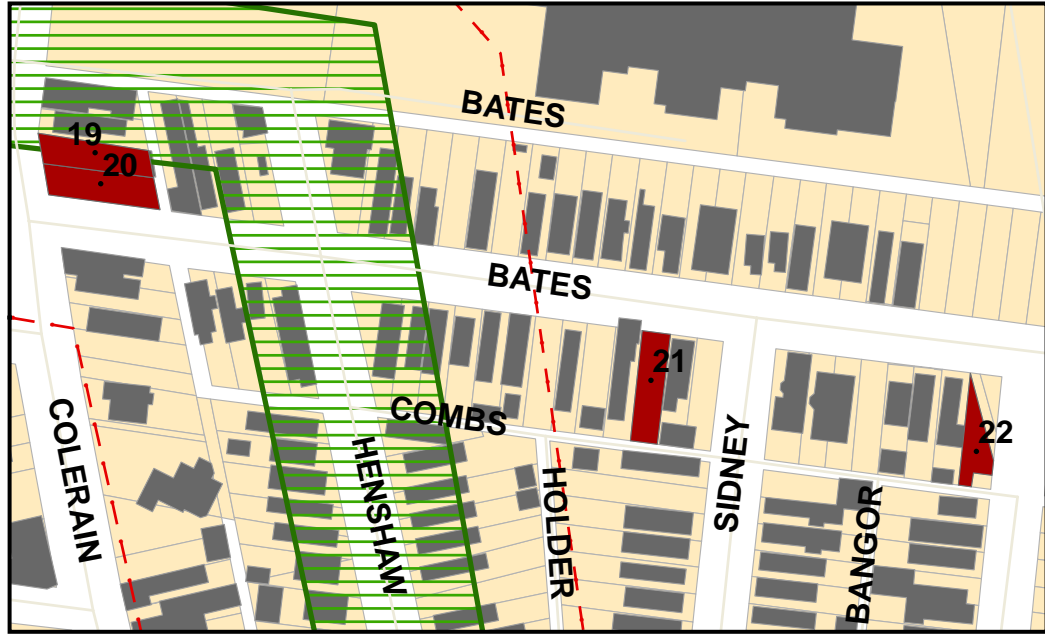 BATES
19
20
BATES
21
COMBS
COLERAIN
HENSHAW
HOLDER
SIDNEY
22
BANGOR